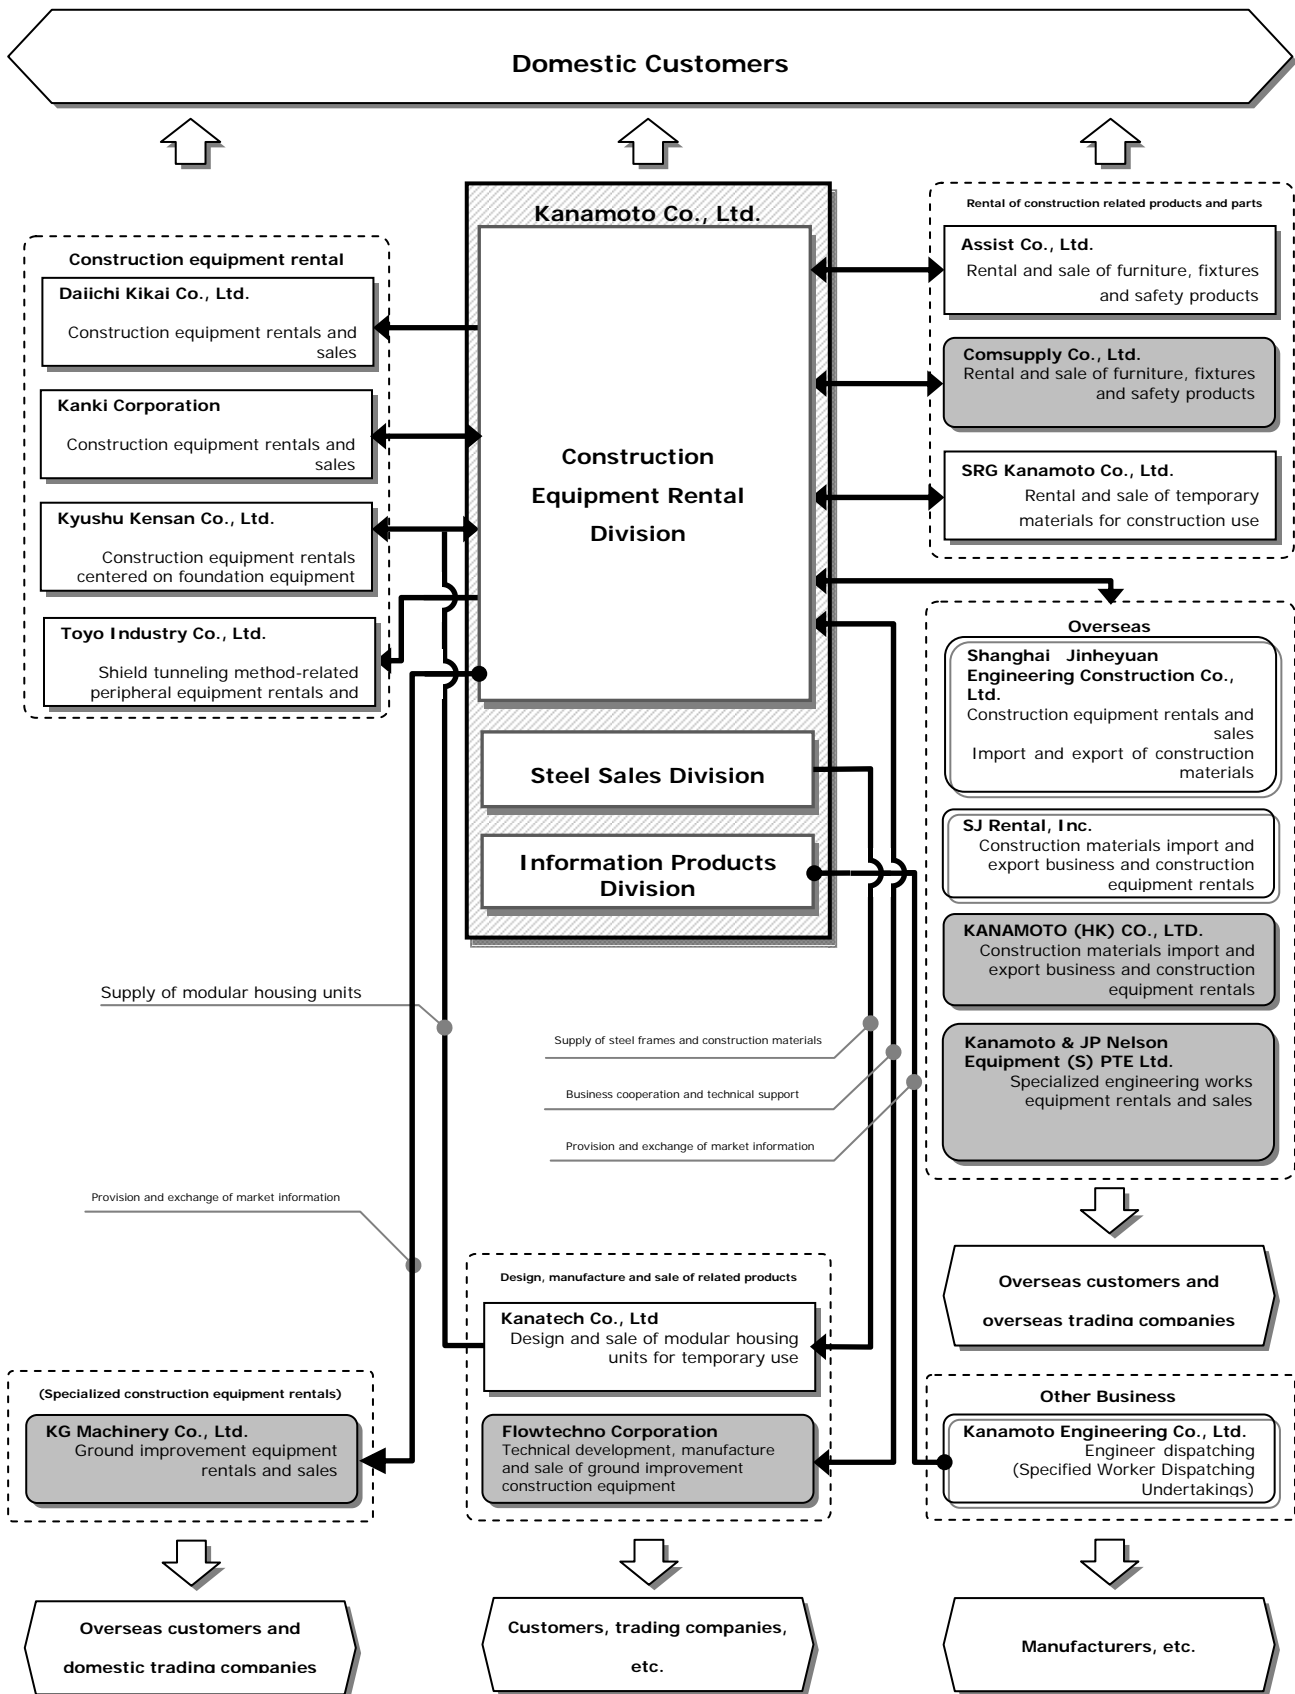 Domestic Customers
Kanamoto Co., Ltd.
Construction
Equipment Rental
Division
Steel Sales Division
Information Products
Division
Construction equipment rental
Daiichi Kikai Co., Ltd.
Construction equipment rentals and
sales
Kanki Corporation
Construction equipment rentals and
sales
Kyushu Kensan Co., Ltd.
Construction equipment rentals
centered on foundation equipment
Toyo Industry Co., Ltd.
Shield tunneling method-related
peripheral equipment rentals and
Rental of construction related products and parts
Assist Co., Ltd.
Rental and sale of furniture, fixtures
and safety products
Comsupply Co., Ltd.
Rental and sale of furniture, fixtures
and safety products
SRG Kanamoto Co., Ltd.
Rental and sale of temporary
materials for construction use
Overseas
Shanghai Jinheyuan
Engineering Construction Co.,
Ltd.
Construction equipment rentals and
sales
Import and export of construction
materials
SJ Rental, Inc.
Construction materials import and
export business and construction
equipment rentals
KANAMOTO (HK) CO., LTD.
Construction materials import and
export business and construction
equipment rentals
Kanamoto & JP Nelson
Equipment (S) PTE Ltd.
Specialized engineering works
equipment rentals and sales
Supply of modular housing units
Supply of steel frames and construction materials
Business cooperation and technical support
Provision and exchange of market information
Provision and exchange of market information
Overseas customers and
overseas trading companies
Design, manufacture and sale of related products
Kanatech Co., Ltd
Design and sale of modular housing
units for temporary use
Flowtechno Corporation
Technical development, manufacture
and sale of ground improvement
construction equipment
(Specialized construction equipment rentals)
KG Machinery Co., Ltd.
Ground improvement equipment
rentals and sales
Other Business
Kanamoto Engineering Co., Ltd.
Engineer dispatching
(Specified Worker Dispatching
Undertakings)
Overseas customers and
domestic trading companies
Customers, trading companies,
etc.
Manufacturers, etc.